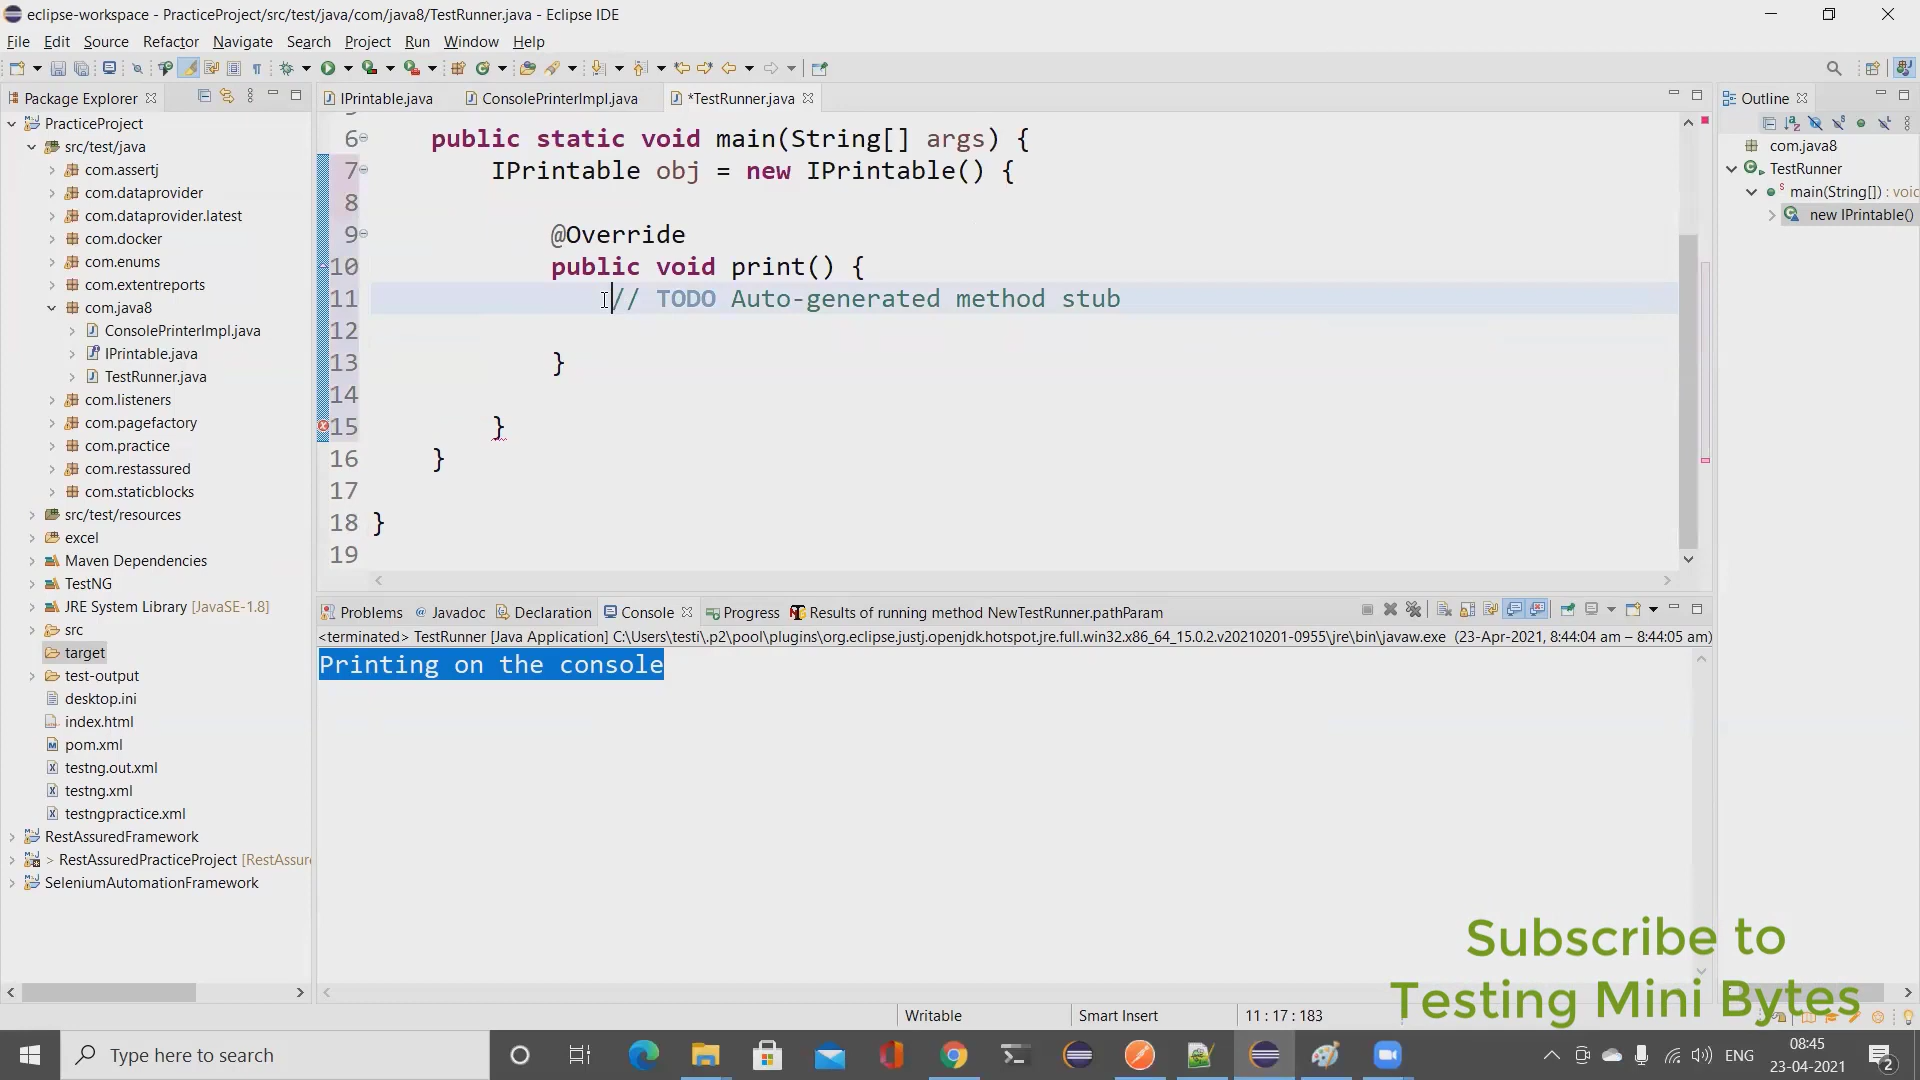 eclipse-workspace - PracticeProject/src/test/java/com/java8/TestRunner.java - Eclipse IDE
File Edit Source Refactor Navigate Search Project Run Window Help
Package Explorer
PracticeProject
src/test/java
com.assertj
com.dataprovider
com.dataprovider.latest
com.docker
com.enums
com.extentreports
com.java8
ConsolePrinterImpl.java
IPrintable.java
TestRunner.java
com.listeners
com.pagefactory
com.practice
com.restassured
com.staticblocks
src/test/resources
excel
Maven Dependencies
TestNG
JRE System Library [JavaSE-1.8]
src
target
test-output
desktop.ini
index.html
pom.xml
testng.out.xml
testng.xml
testngpractice.xml
RestAssuredFramework
> RestAssuredPracticeProject [RestAssur
SeleniumAutomationFramework
IPrintable.java ConsolePrinterImpl.java *TestRunner.java
6 public static void main(String[] args) {
7 IPrintable obj = new IPrintable() {
8
9 @Override
10 public void print() {
11 // TODO Auto-generated method stub
12
13 }
14
15 }
16 }
17
18 }
19
Outline
com.java8
TestRunner
main(String[]) : voic
new IPrintable()
Problems Javadoc Declaration Console Progress Results of running method NewTestRunner.pathParam
<terminated> TestRunner [Java Application] C:\Users\testi\.p2\pool\plugins\org.eclipse.justj.openjdk.hotspot.jre.full.win32.x86_64_15.0.2.v20210201-0955\jre\bin\javaw.exe (23-Apr-2021, 8:44:04 am – 8:44:05 am)
Printing on the console
Subscribe to
Testing Mini Bytes
Writable Smart Insert 11 : 17 : 183
Type here to search
ENG
08:45
23-04-2021
2